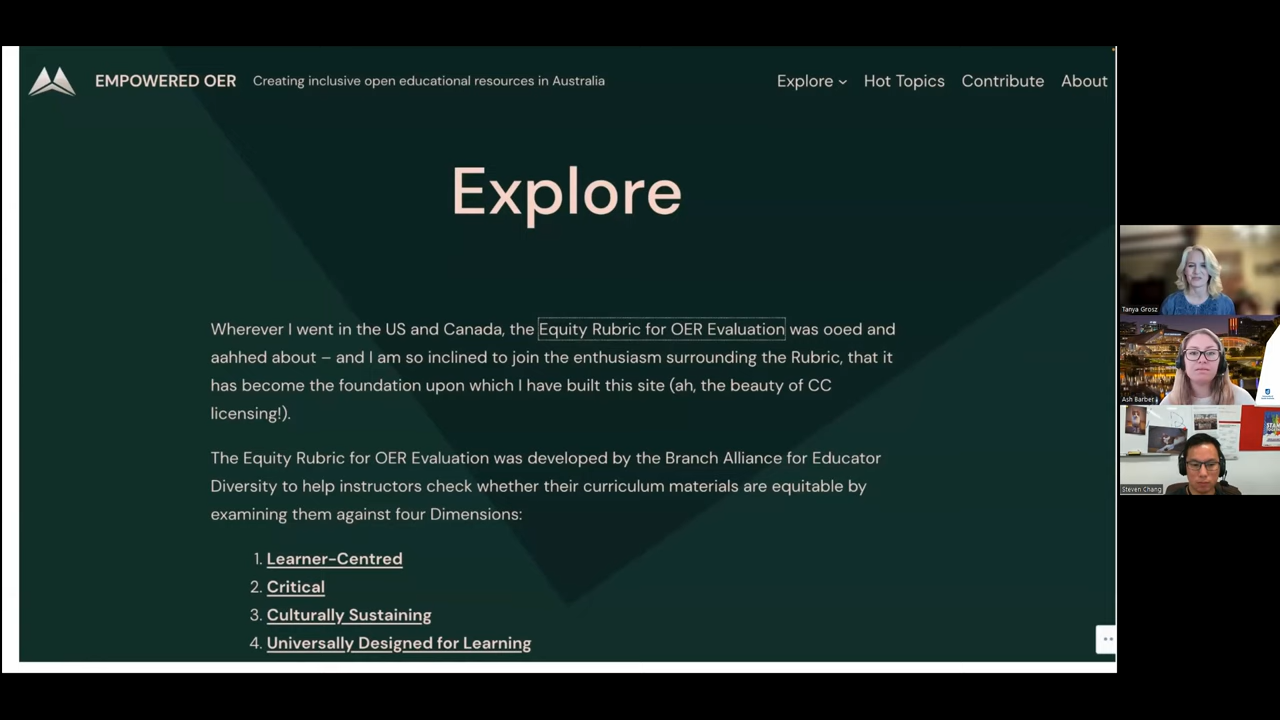 EMPOWERED OER Creating inclusive open educational resources in Australia Explore Hot Topics Contribute About
Explore
Wherever I went in the US and Canada, the Equity Rubric for OER Evaluation was ooed and
aahhed about – and I am so inclined to join the enthusiasm surrounding the Rubric, that it
has become the foundation upon which I have built this site (ah, the beauty of CC
licensing!).
The Equity Rubric for OER Evaluation was developed by the Branch Alliance for Educator
Diversity to help instructors check whether their curriculum materials are equitable by
examining them against four Dimensions:
1. Learner-Centred
2. Critical
3. Culturally Sustaining
4. Universally Designed for Learning
Tanya Grosz
Ash Barber
Steven Chang